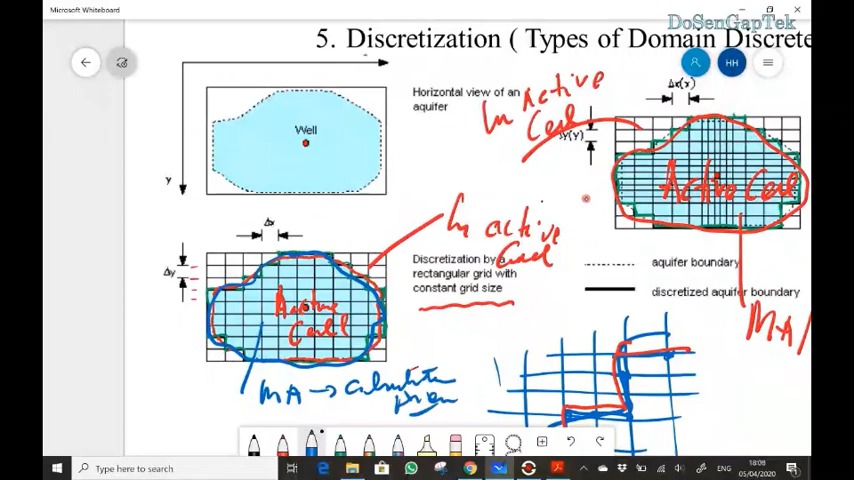 Microsoft Whiteboard
DoSenGapTek
5. Discretization ( Types of Domain Discrete
HH
Horizontal view of an
aquifer
Well
y
Δx(x)
y(y)
In Active
Cell
Active Cell
Δx
Δy
In active
Cell
Discretization by a
rectangular grid with
constant grid size
aquifer boundary
discretized aquifer boundary
Active
Cell
MA → Calculate
MA
Type here to search
ENG
18:08
05/04/2020